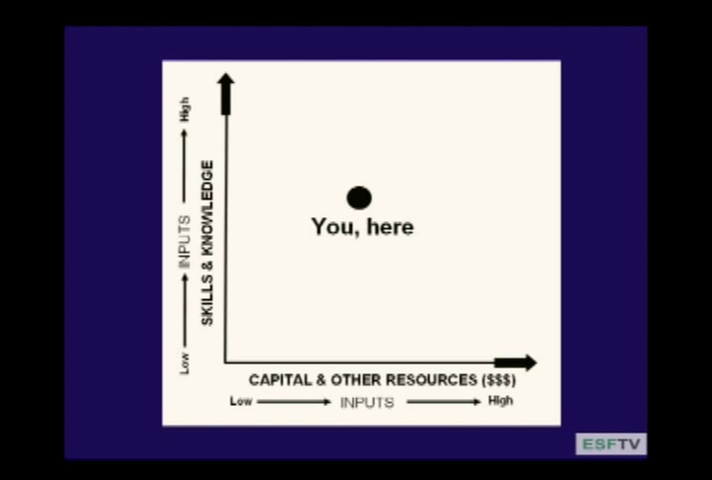 High
INPUTS
Low
SKILLS & KNOWLEDGE
You, here
CAPITAL & OTHER RESOURCES ($$$)
Low INPUTS High
ESFTV